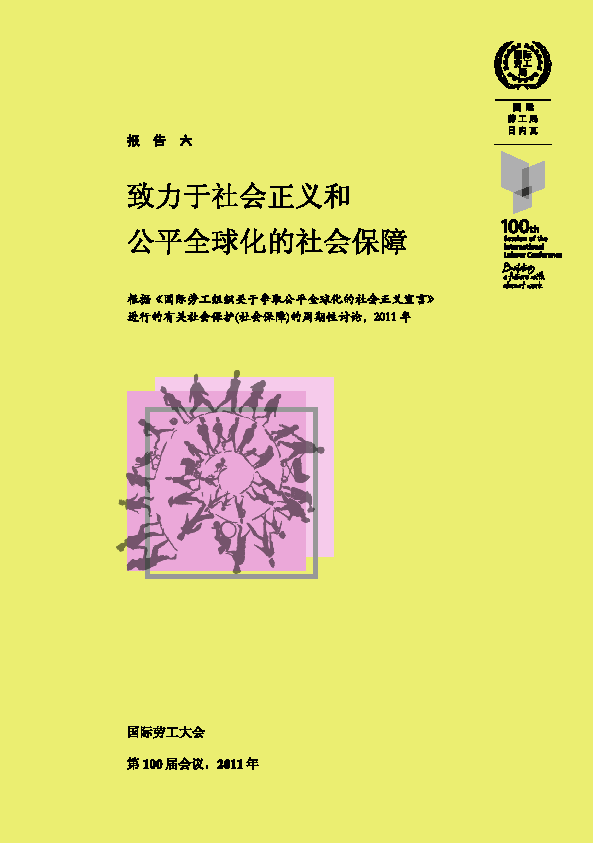 国际
劳工局
日内瓦
报 告 六
致力于社会正义和
公平全球化的社会保障
100th
Session of the
International
Labour Conference
Building
a future with
decent work
根据《国际劳工组织关于争取公平全球化的社会正义宣言》
进行的有关社会保护(社会保障)的周期性讨论，2011 年
国际劳工大会
第 100 届会议，2011 年